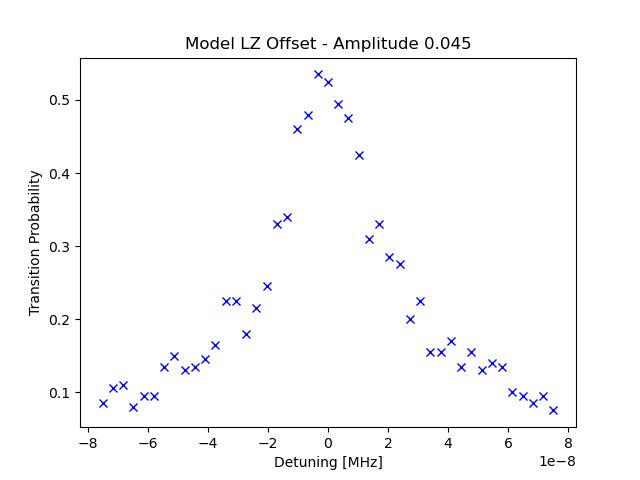 Model LZ Offset - Amplitude 0.045
Transition Probability
0.5
0.4
0.3
0.2
0.1
−8 −6 −4 −2 0 2 4 6 8
1e−8
Detuning [MHz]